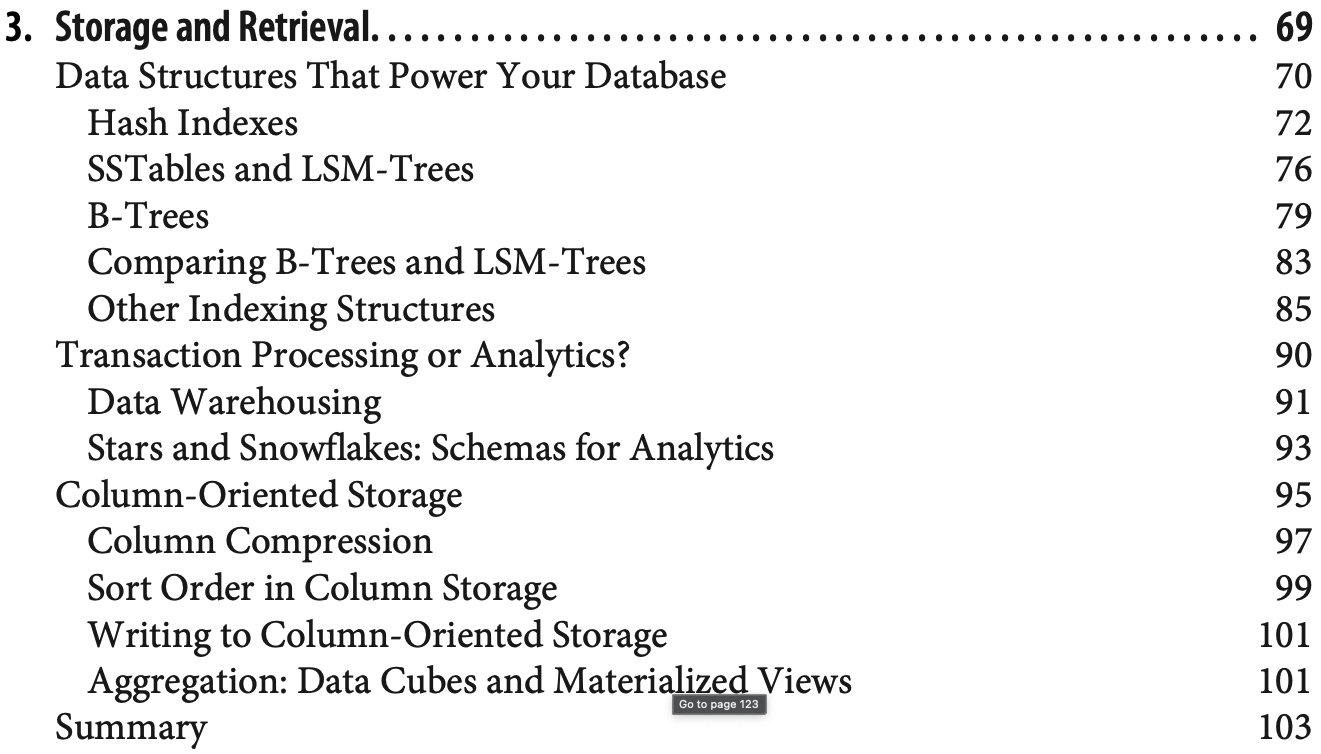 3. Storage and Retrieval. . . . . . . . . . . . . . . . . . . . . . . . . . . . . . . . . . . . . . . . . . . . . . . . . . . . . . . . . . . . . . . . 69
Data Structures That Power Your Database 70
Hash Indexes 72
SSTables and LSM-Trees 76
B-Trees 79
Comparing B-Trees and LSM-Trees 83
Other Indexing Structures 85
Transaction Processing or Analytics? 90
Data Warehousing 91
Stars and Snowflakes: Schemas for Analytics 93
Column-Oriented Storage 95
Column Compression 97
Sort Order in Column Storage 99
Writing to Column-Oriented Storage 101
Aggregation: Data Cubes and Materialized Views 101
Go to page 123
Summary 103